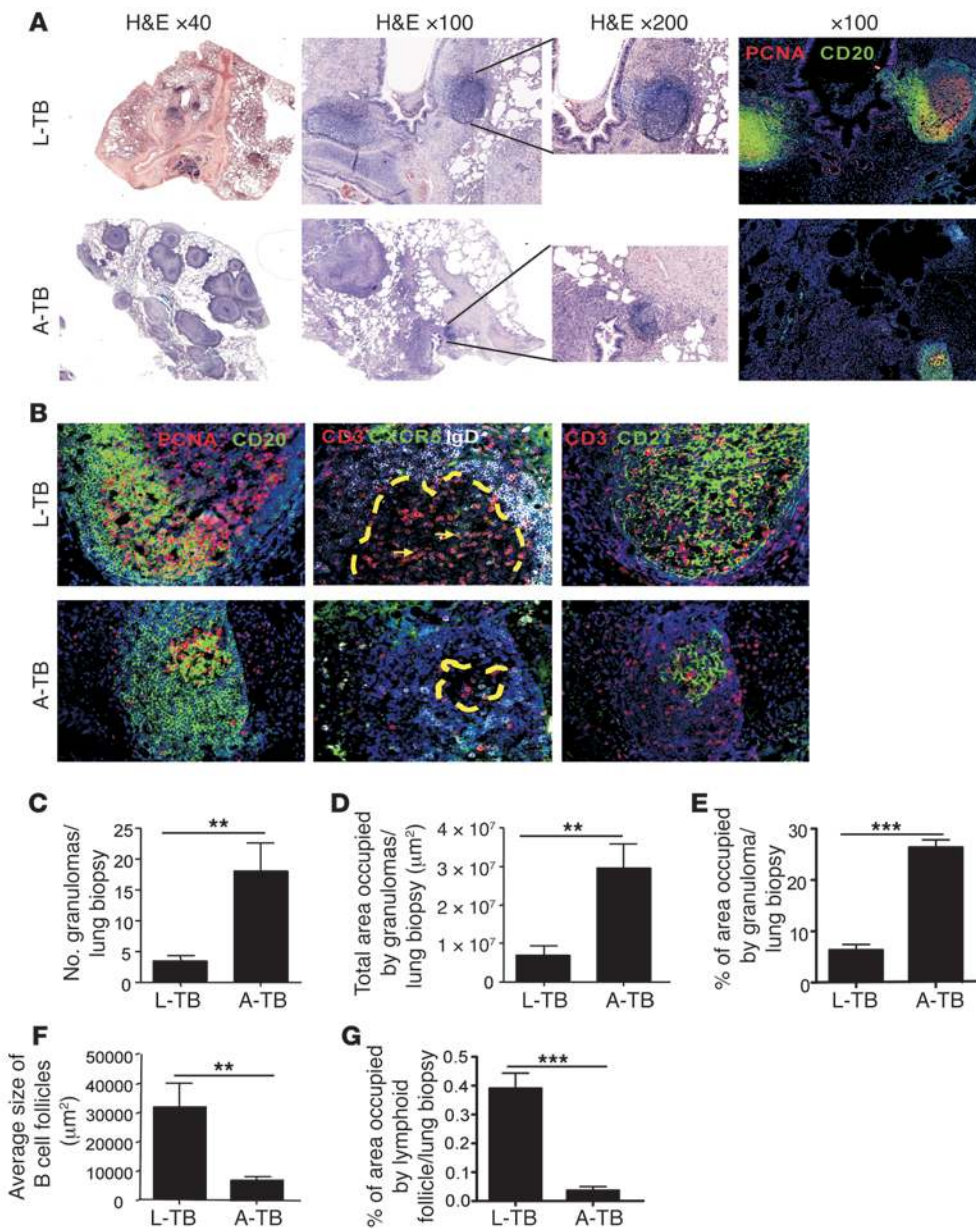 A
H&E ×40
H&E ×100
H&E ×200
×100
L-TB
PCNA CD20
A-TB
B
L-TB
PCNA CD20
CD3 CXCR5 IgD
CD3 CD21
A-TB
C
No. granulomas/
lung biopsy
25
20
15
10
5
0
**
L-TB
A-TB
D
Total area occupied
by granulomas/
lung biopsy (μm²)
4 × 10⁷
3 × 10⁷
2 × 10⁷
1 × 10⁷
0
**
L-TB
A-TB
E
% of area occupied
by granuloma/
lung biopsy
30
20
10
0
***
L-TB
A-TB
F
Average size of
B cell follicles
(μm²)
50000
40000
30000
20000
10000
0
**
L-TB
A-TB
G
% of area occupied
by lymphoid
follicle/lung biopsy
0.5
0.4
0.3
0.2
0.1
0.0
***
L-TB
A-TB